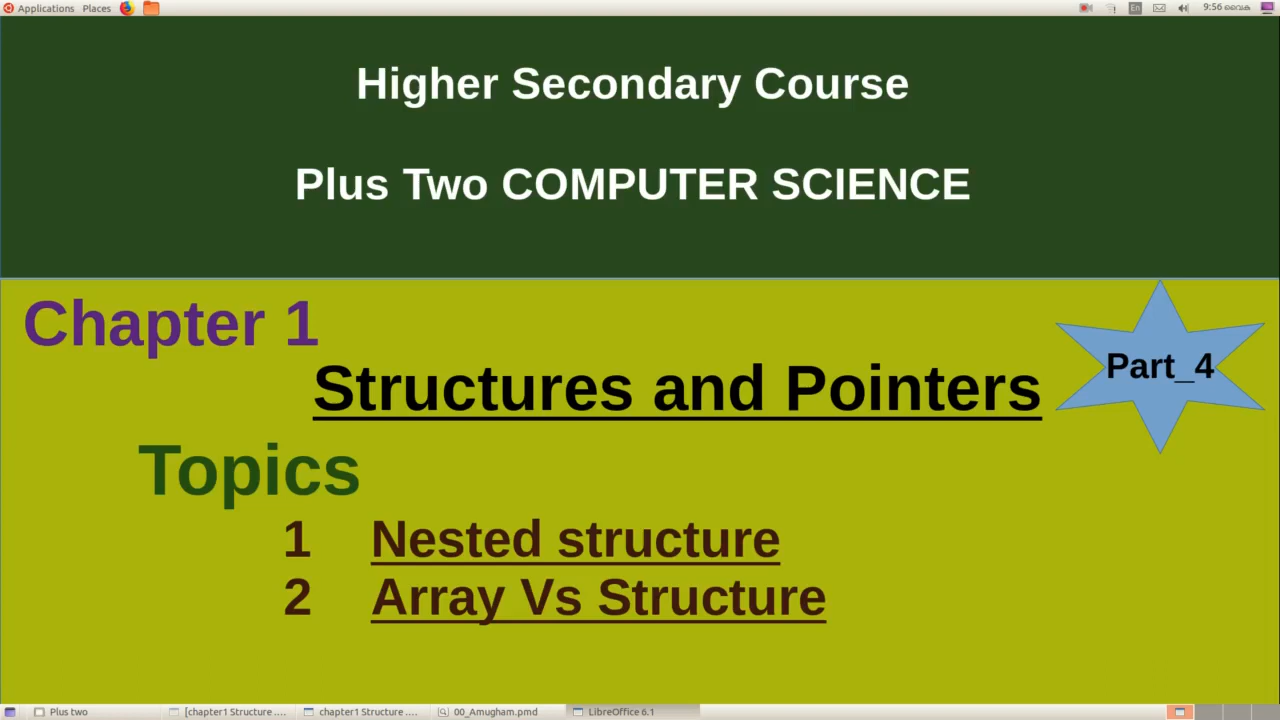 Applications Places
En
9:56 വൈകു
Higher Secondary Course
Plus Two COMPUTER SCIENCE
Chapter 1
Structures and Pointers
Part_4
Topics
1 Nested structure
2 Array Vs Structure
Plus two
[chapter1 Structure ....
chapter1 Structure ....
00_Amugham.pmd
LibreOffice 6.1